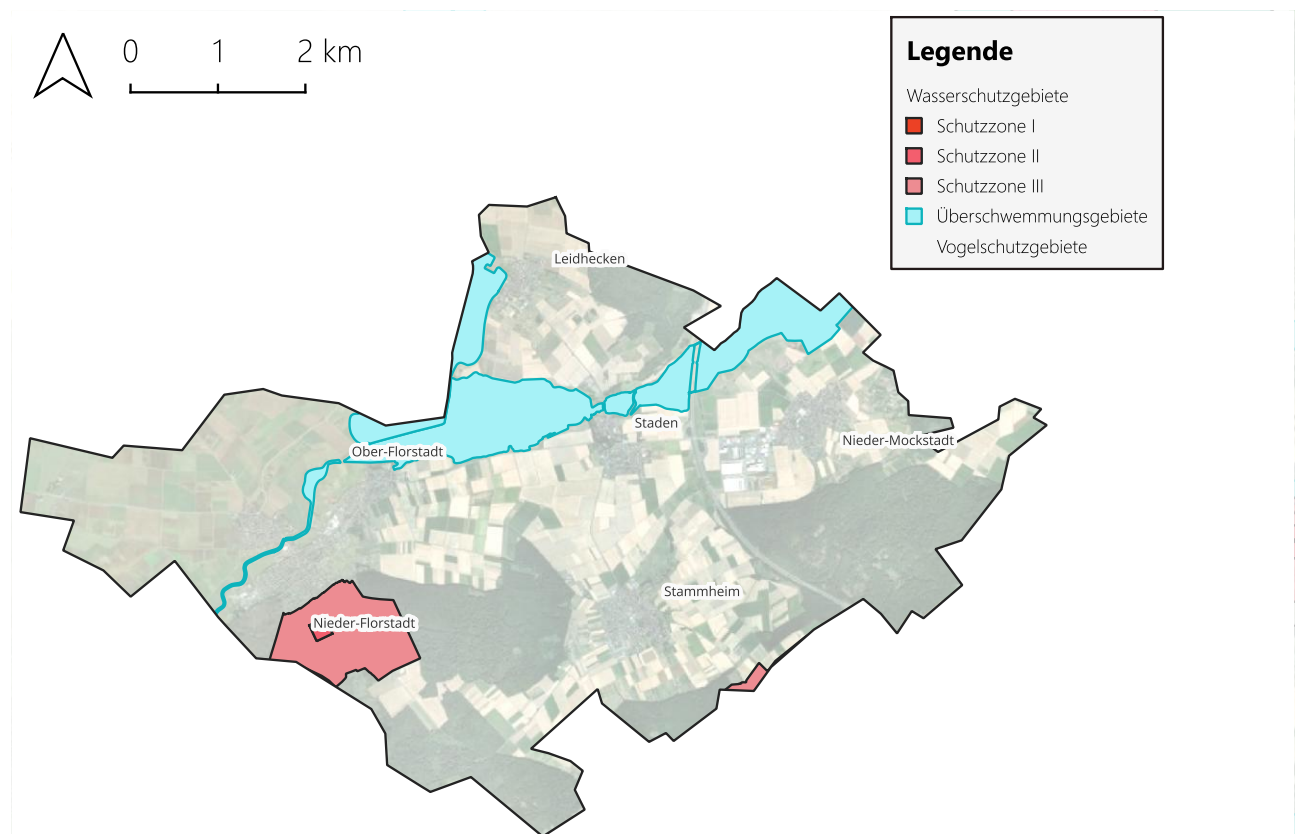 0 1 2 km
Legende
Wasserschutzgebiete
Schutzzone I
Schutzzone II
Schutzzone III
Überschwemmungsgebiete
Vogelschutzgebiete
Leidhecken
Staden
Nieder-Mockstadt
Ober-Florstadt
Stammheim
Nieder-Florstadt